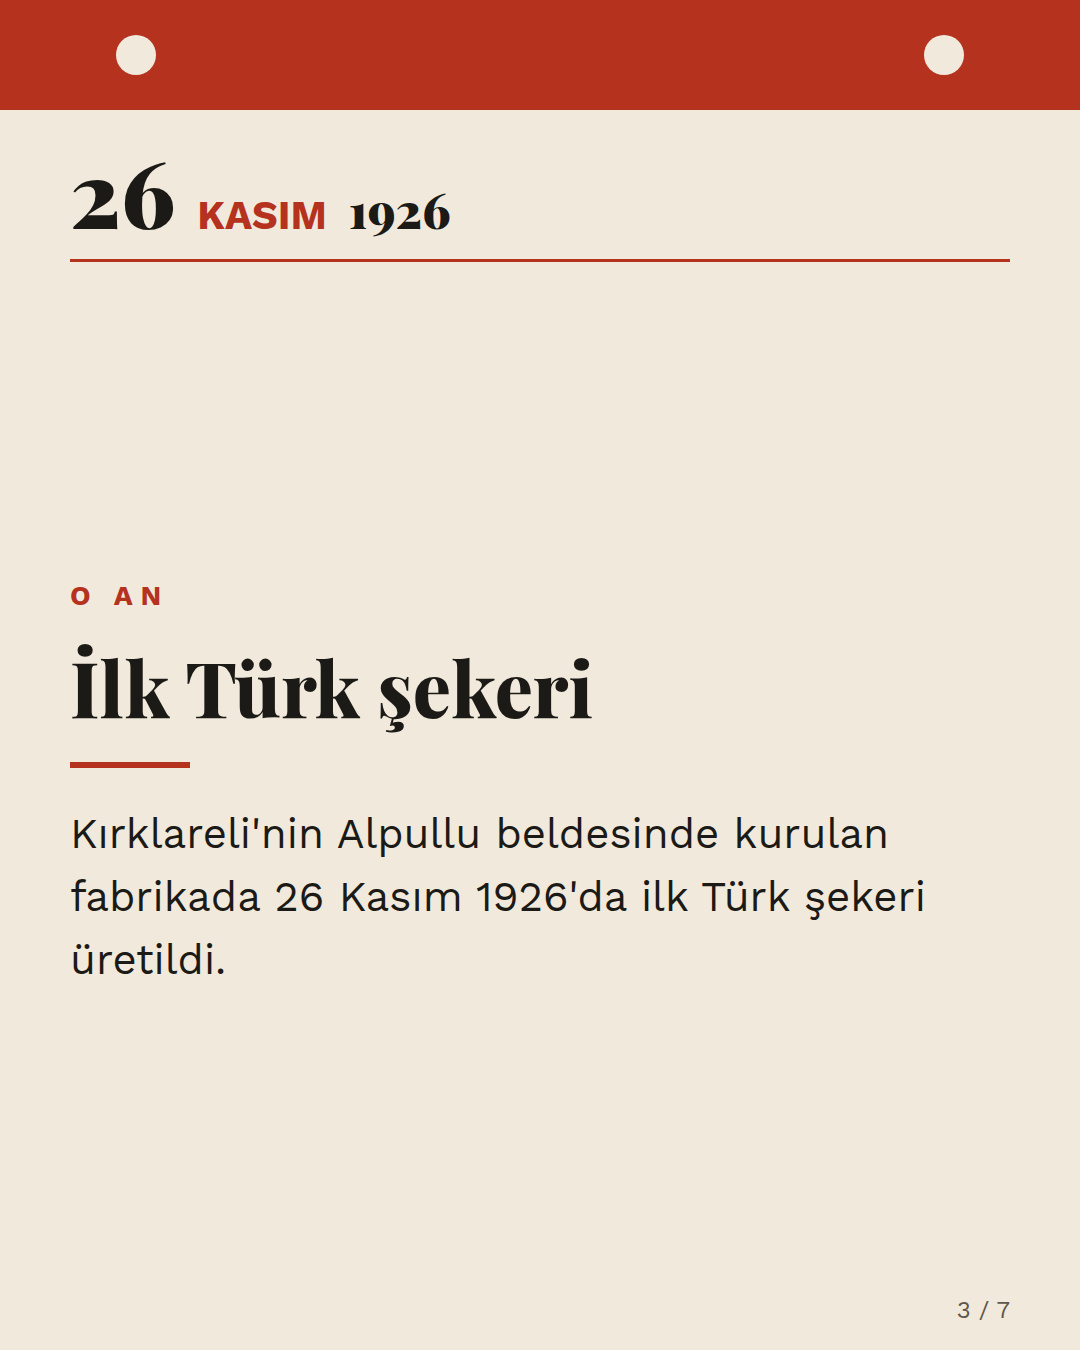 26 KASIM 1926
O AN
İlk Türk şekeri
Kırklareli'nin Alpullu beldesinde kurulan
fabrikada 26 Kasım 1926'da ilk Türk şekeri
üretildi.
3 / 7